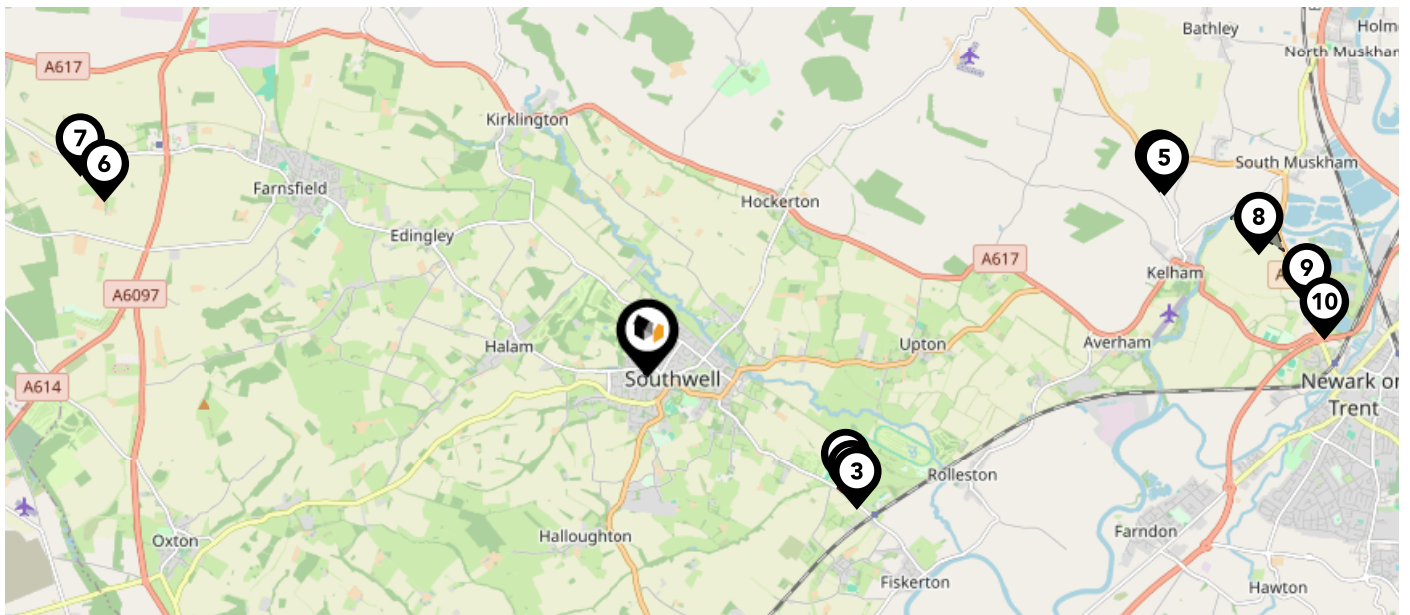 Bathley
Holm
North Muskham
A617
7
6
Kirklington
5
South Muskham
Farnsfield
Hockerton
8
Edingley
A617
9
Kelham
A
A6097
10
Halam
Upton
Averham
Southwell
A614
Newark on
Trent
3
Rolleston
Oxton
Halloughton
Farndon
Fiskerton
Hawton